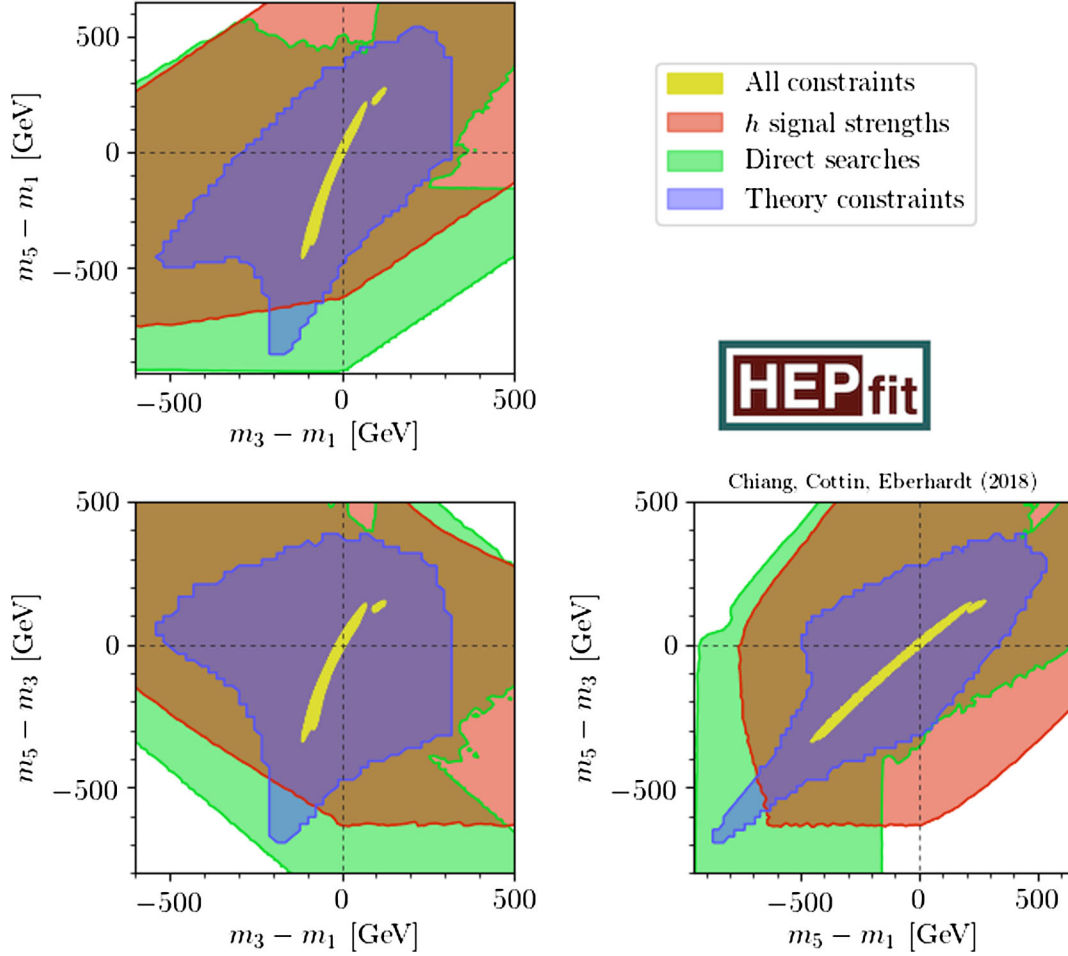 500
0
−500
m₅ − m₁ [GeV]
−500
0
500
m₃ − m₁ [GeV]
All constraints
h signal strengths
Direct searches
Theory constraints
HEPfit
Chiang, Cottin, Eberhardt (2018)
500
0
−500
m₅ − m₃ [GeV]
−500
0
500
m₃ − m₁ [GeV]
500
0
−500
m₅ − m₃ [GeV]
−500
0
500
m₅ − m₁ [GeV]